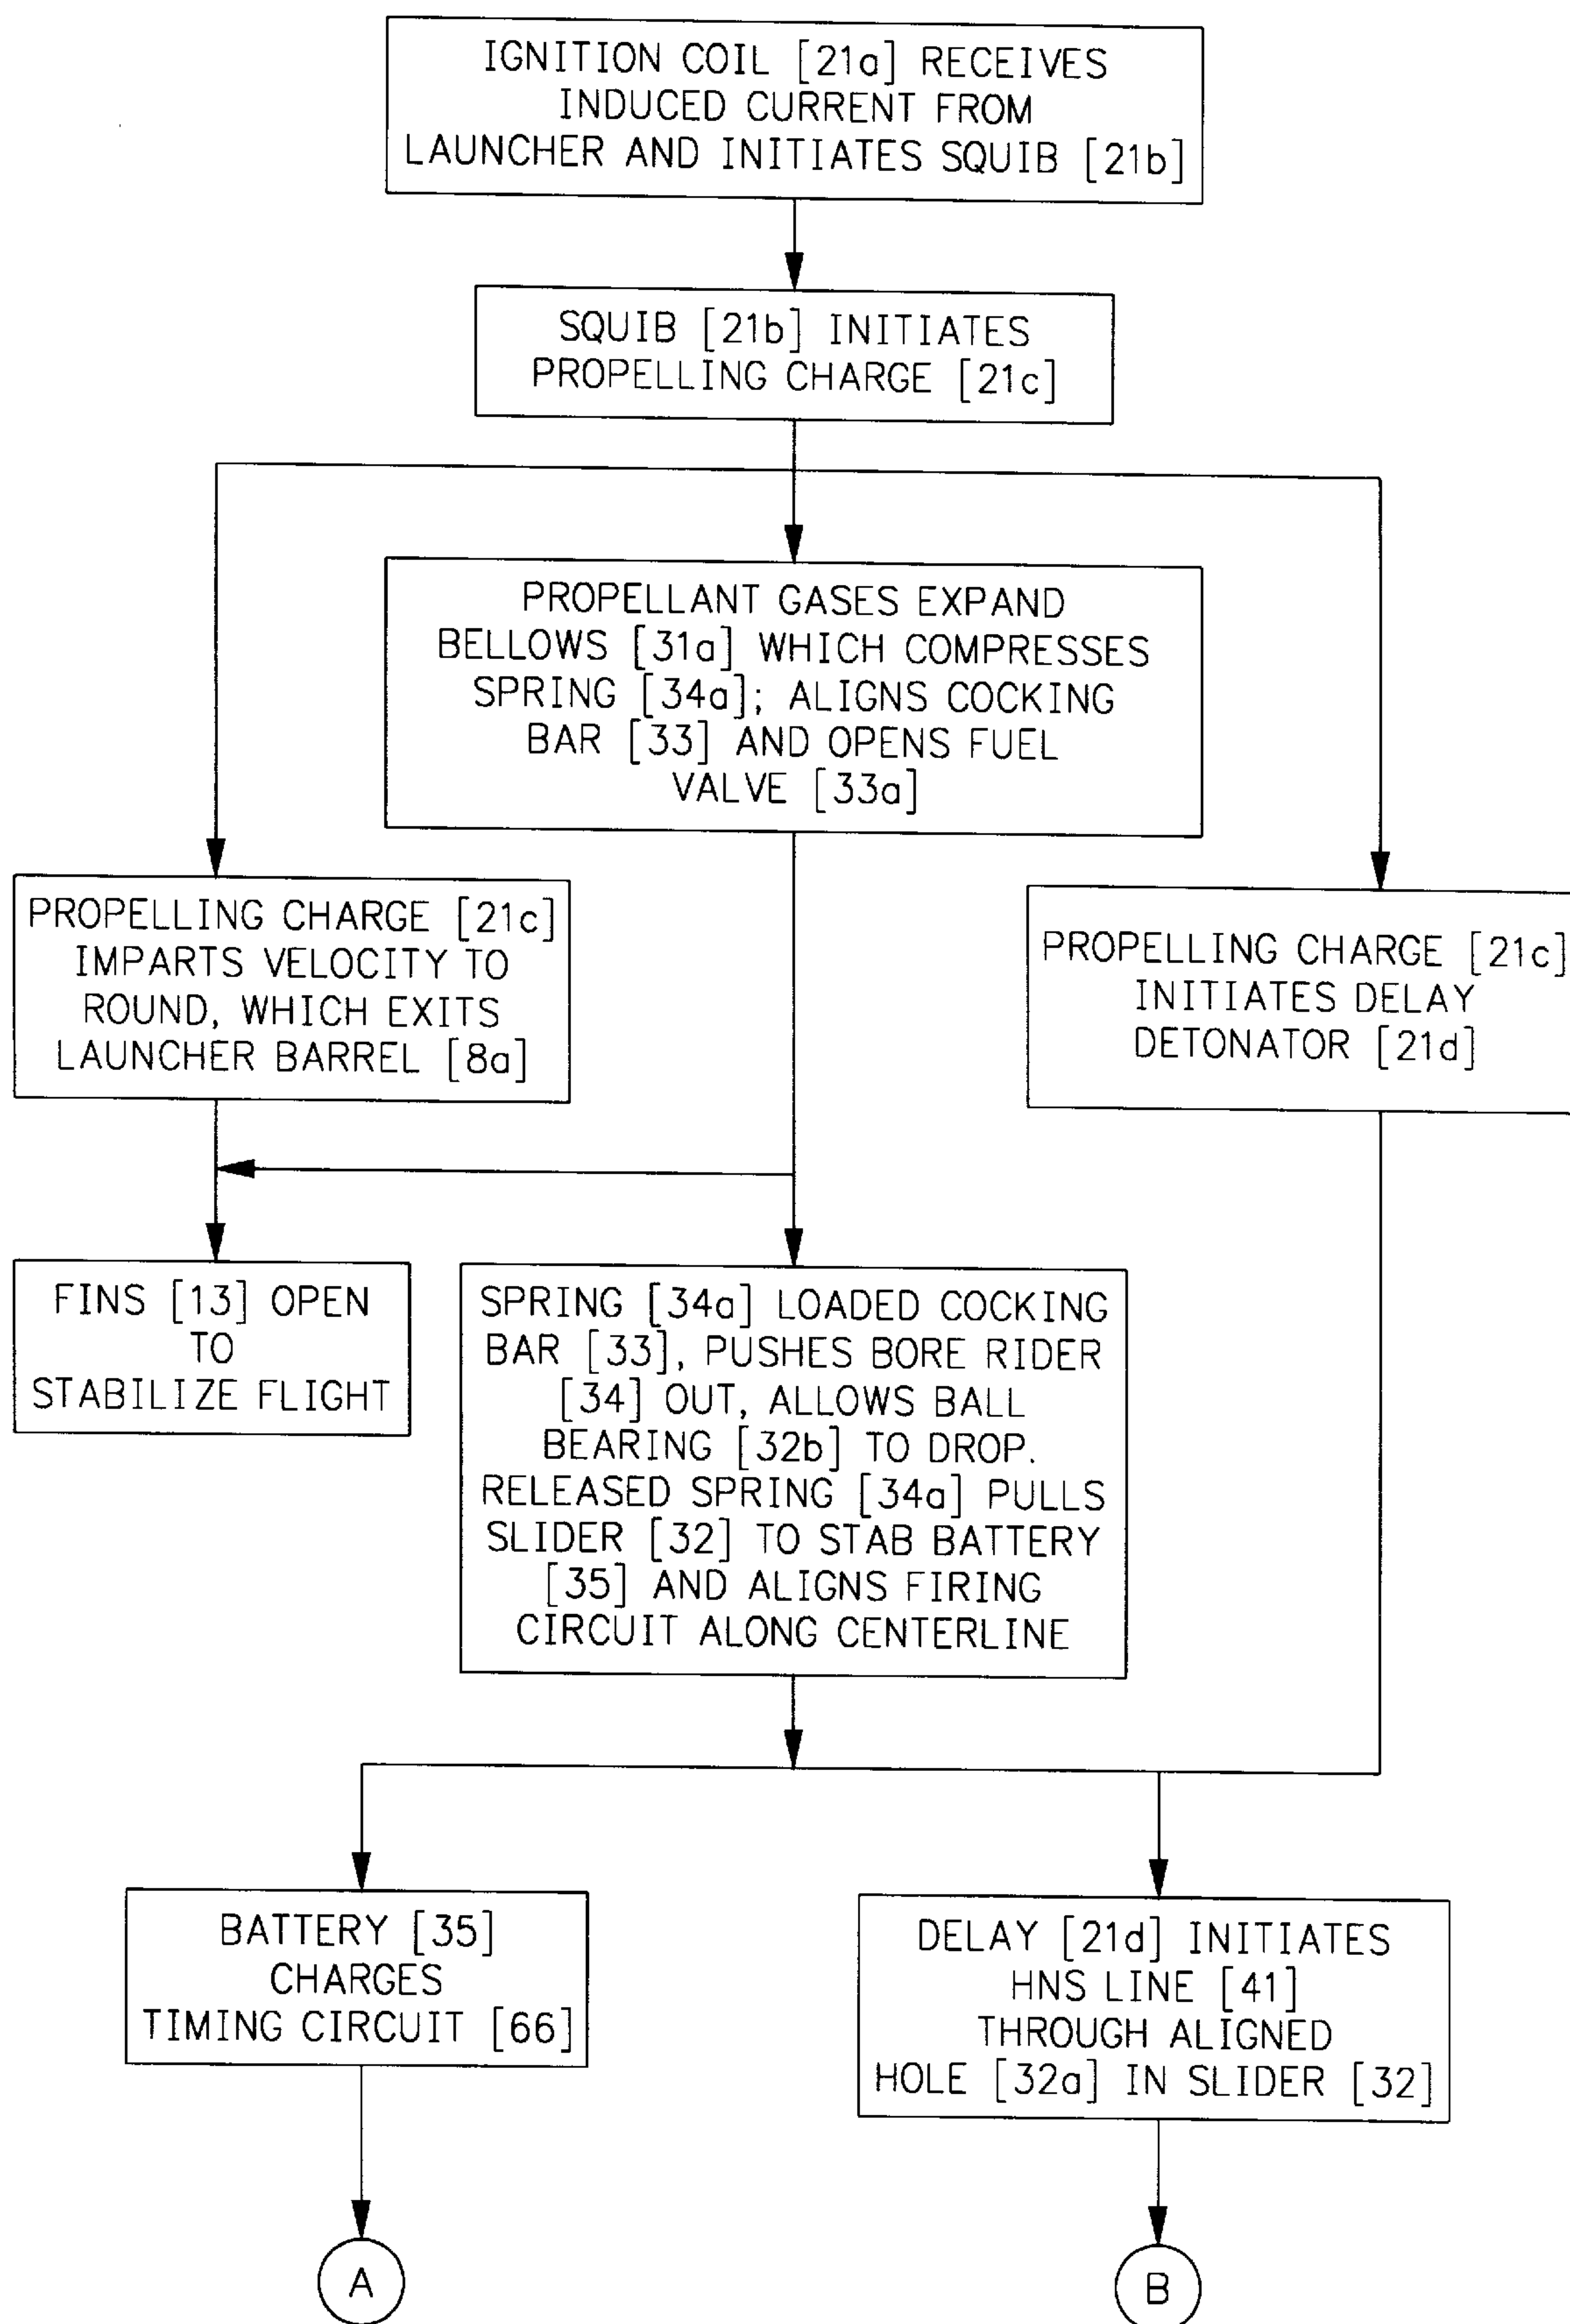 IGNITION COIL [21a] RECEIVES
INDUCED CURRENT FROM
LAUNCHER AND INITIATES SQUIB [21b]
SQUIB [21b] INITIATES
PROPELLING CHARGE [21c]
PROPELLANT GASES EXPAND
BELLOWS [31a] WHICH COMPRESSES
SPRING [34a]; ALIGNS COCKING
BAR [33] AND OPENS FUEL
VALVE [33a]
PROPELLING CHARGE [21c]
IMPARTS VELOCITY TO
ROUND, WHICH EXITS
LAUNCHER BARREL [8a]
PROPELLING CHARGE [21c]
INITIATES DELAY
DETONATOR [21d]
FINS [13] OPEN
TO
STABILIZE FLIGHT
SPRING [34a] LOADED COCKING
BAR [33], PUSHES BORE RIDER
[34] OUT, ALLOWS BALL
BEARING [32b] TO DROP.
RELEASED SPRING [34a] PULLS
SLIDER [32] TO STAB BATTERY
[35] AND ALIGNS FIRING
CIRCUIT ALONG CENTERLINE
BATTERY [35]
CHARGES
TIMING CIRCUIT [66]
DELAY [21d] INITIATES
HNS LINE [41]
THROUGH ALIGNED
HOLE [32a] IN SLIDER [32]
A
B